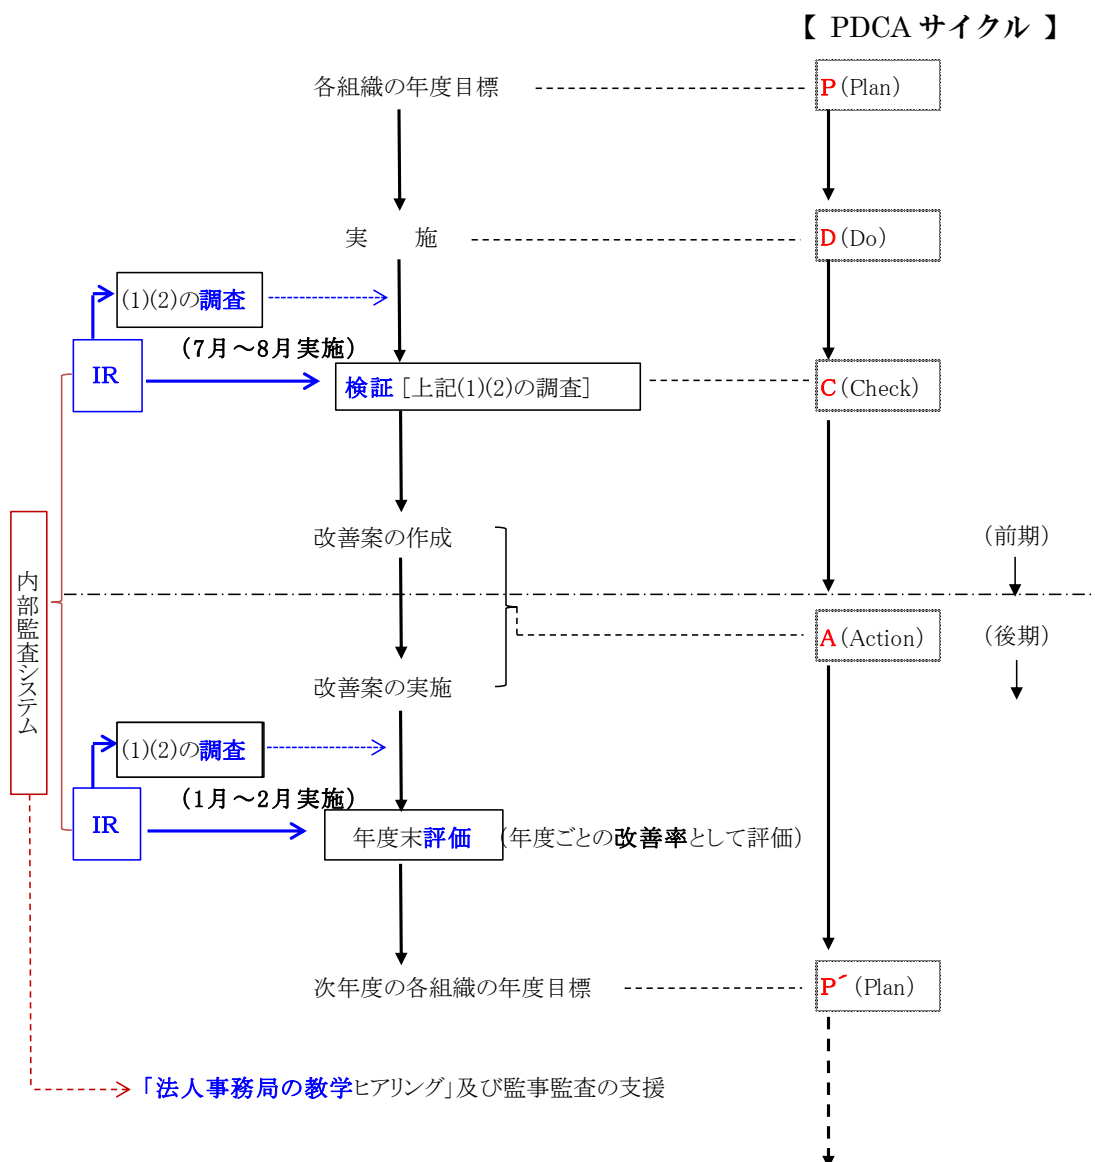 【 PDCA サイクル 】
各組織の年度目標
P (Plan)
実　　施
D (Do)
(1)(2)の調査
(7月～8月実施)
IR
検証 [上記(1)(2)の調査]
C (Check)
改善案の作成
(前期)
内部監査システム
A (Action)
(後期)
改善案の実施
(1)(2)の調査
(1月～2月実施)
IR
年度末評価
(年度ごとの改善率として評価)
次年度の各組織の年度目標
P´ (Plan)
「法人事務局の教学ヒアリング」及び監事監査の支援